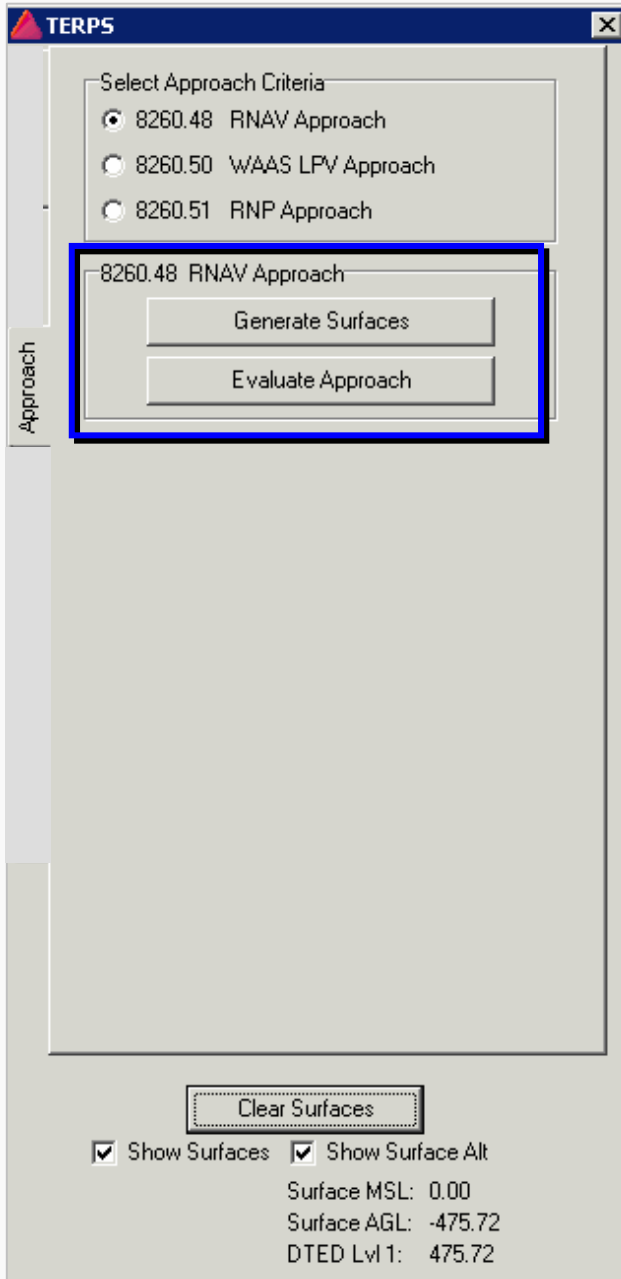 TERPS
Select Approach Criteria
8260.48 RNAV Approach
8260.50 WAAS LPV Approach
8260.51 RNP Approach
8260.48 RNAV Approach
Generate Surfaces
Evaluate Approach
Approach
Clear Surfaces
Show Surfaces Show Surface Alt
Surface MSL: 0.00
Surface AGL: -475.72
DTED Lvl 1: 475.72